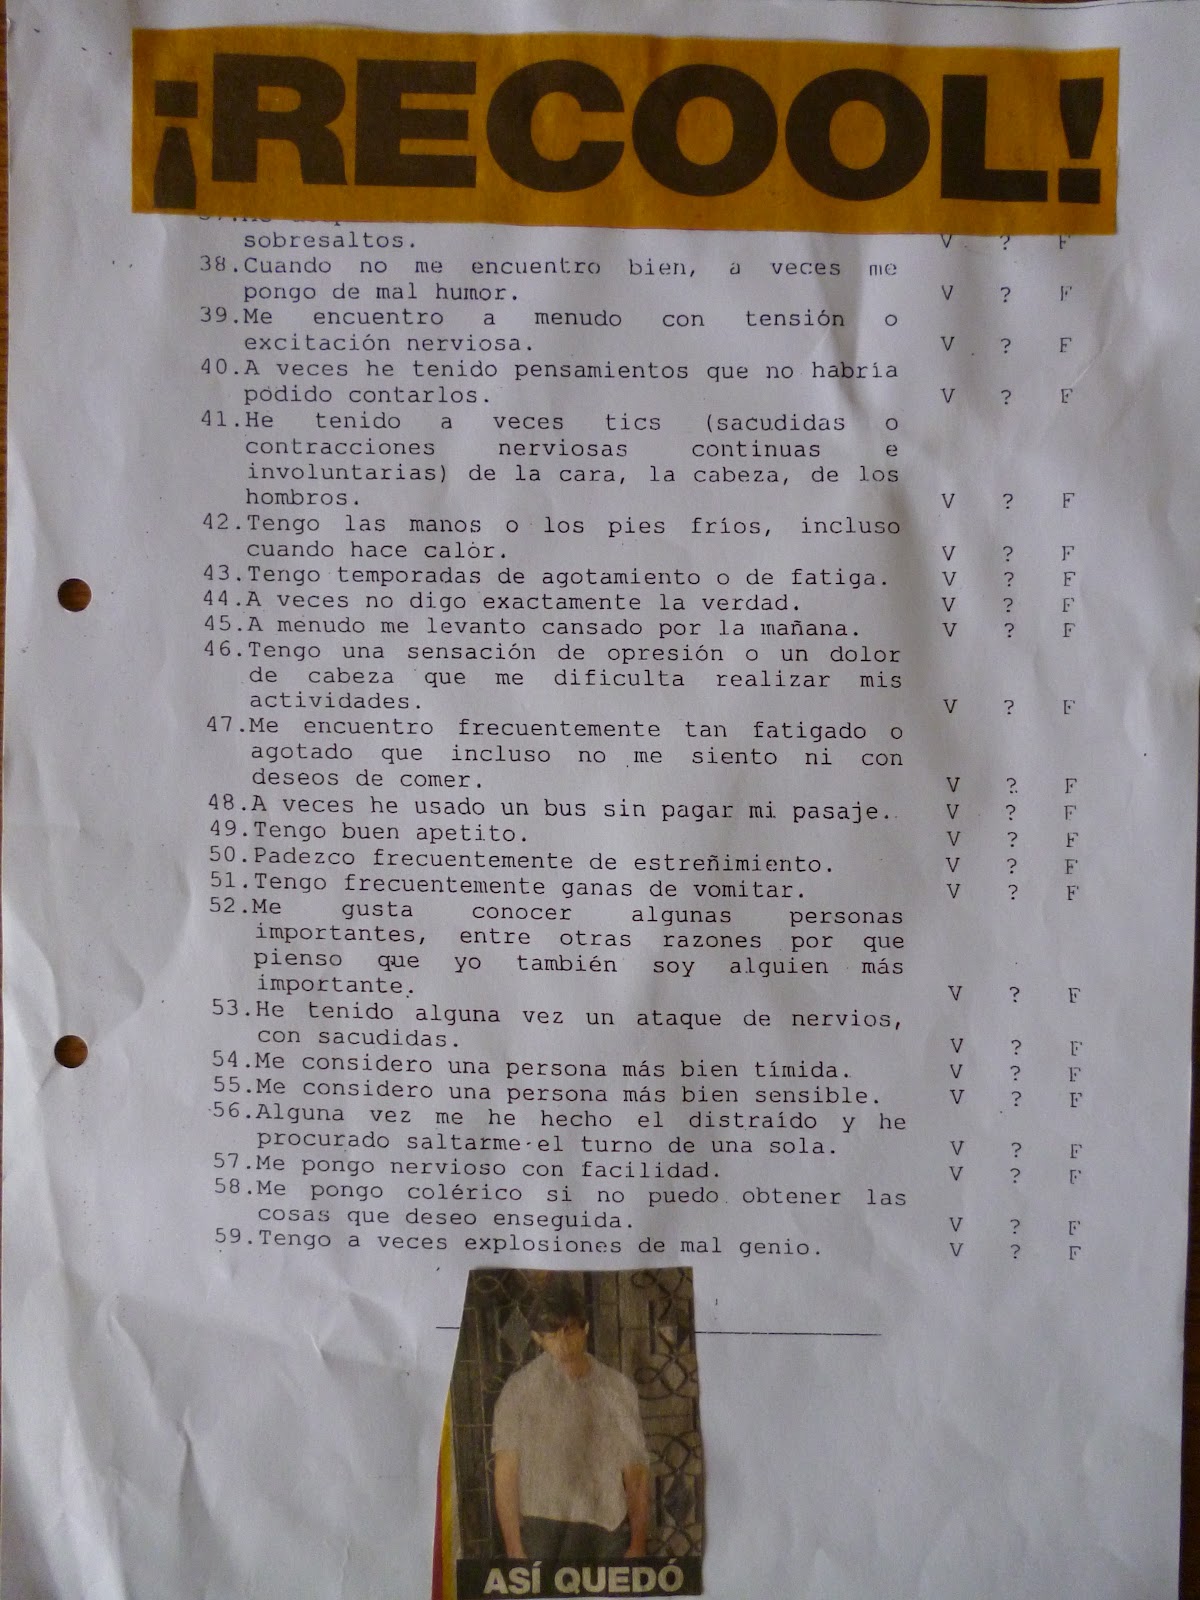 ¡RECOOL!
sobresaltos. V ? F
38.Cuando no me encuentro bien, a veces me
pongo de mal humor. V ? F
39.Me encuentro a menudo con tensión o
excitación nerviosa. V ? F
40.A veces he tenido pensamientos que no habría
podido contarlos. V ? F
41.He tenido a veces tics (sacudidas o
contracciones nerviosas continuas e
involuntarias) de la cara, la cabeza, de los
hombros. V ? F
42.Tengo las manos o los pies fríos, incluso
cuando hace calor. V ? F
43.Tengo temporadas de agotamiento o de fatiga. V ? F
44.A veces no digo exactamente la verdad. V ? F
45.A menudo me levanto cansado por la mañana. V ? F
46.Tengo una sensación de opresión o un dolor
de cabeza que me dificulta realizar mis
actividades. V ? F
47.Me encuentro frecuentemente tan fatigado o
agotado que incluso no me siento ni con
deseos de comer. V ? F
48.A veces he usado un bus sin pagar mi pasaje. V ? F
49.Tengo buen apetito. V ? F
50.Padezco frecuentemente de estreñimiento. V ? F
51.Tengo frecuentemente ganas de vomitar. V ? F
52.Me gusta conocer algunas personas
importantes, entre otras razones por que
pienso que yo también soy alguien más
importante. V ? F
53.He tenido alguna vez un ataque de nervios,
con sacudidas. V ? F
54.Me considero una persona más bien tímida. V ? F
55.Me considero una persona más bien sensible. V ? F
56.Alguna vez me he hecho el distraído y he
procurado saltarme el turno de una sola. V ? F
57.Me pongo nervioso con facilidad. V ? F
58.Me pongo colérico si no puedo obtener las
cosas que deseo enseguida. V ? F
59.Tengo a veces explosiones de mal genio. V ? F
ASÍ QUEDÓ